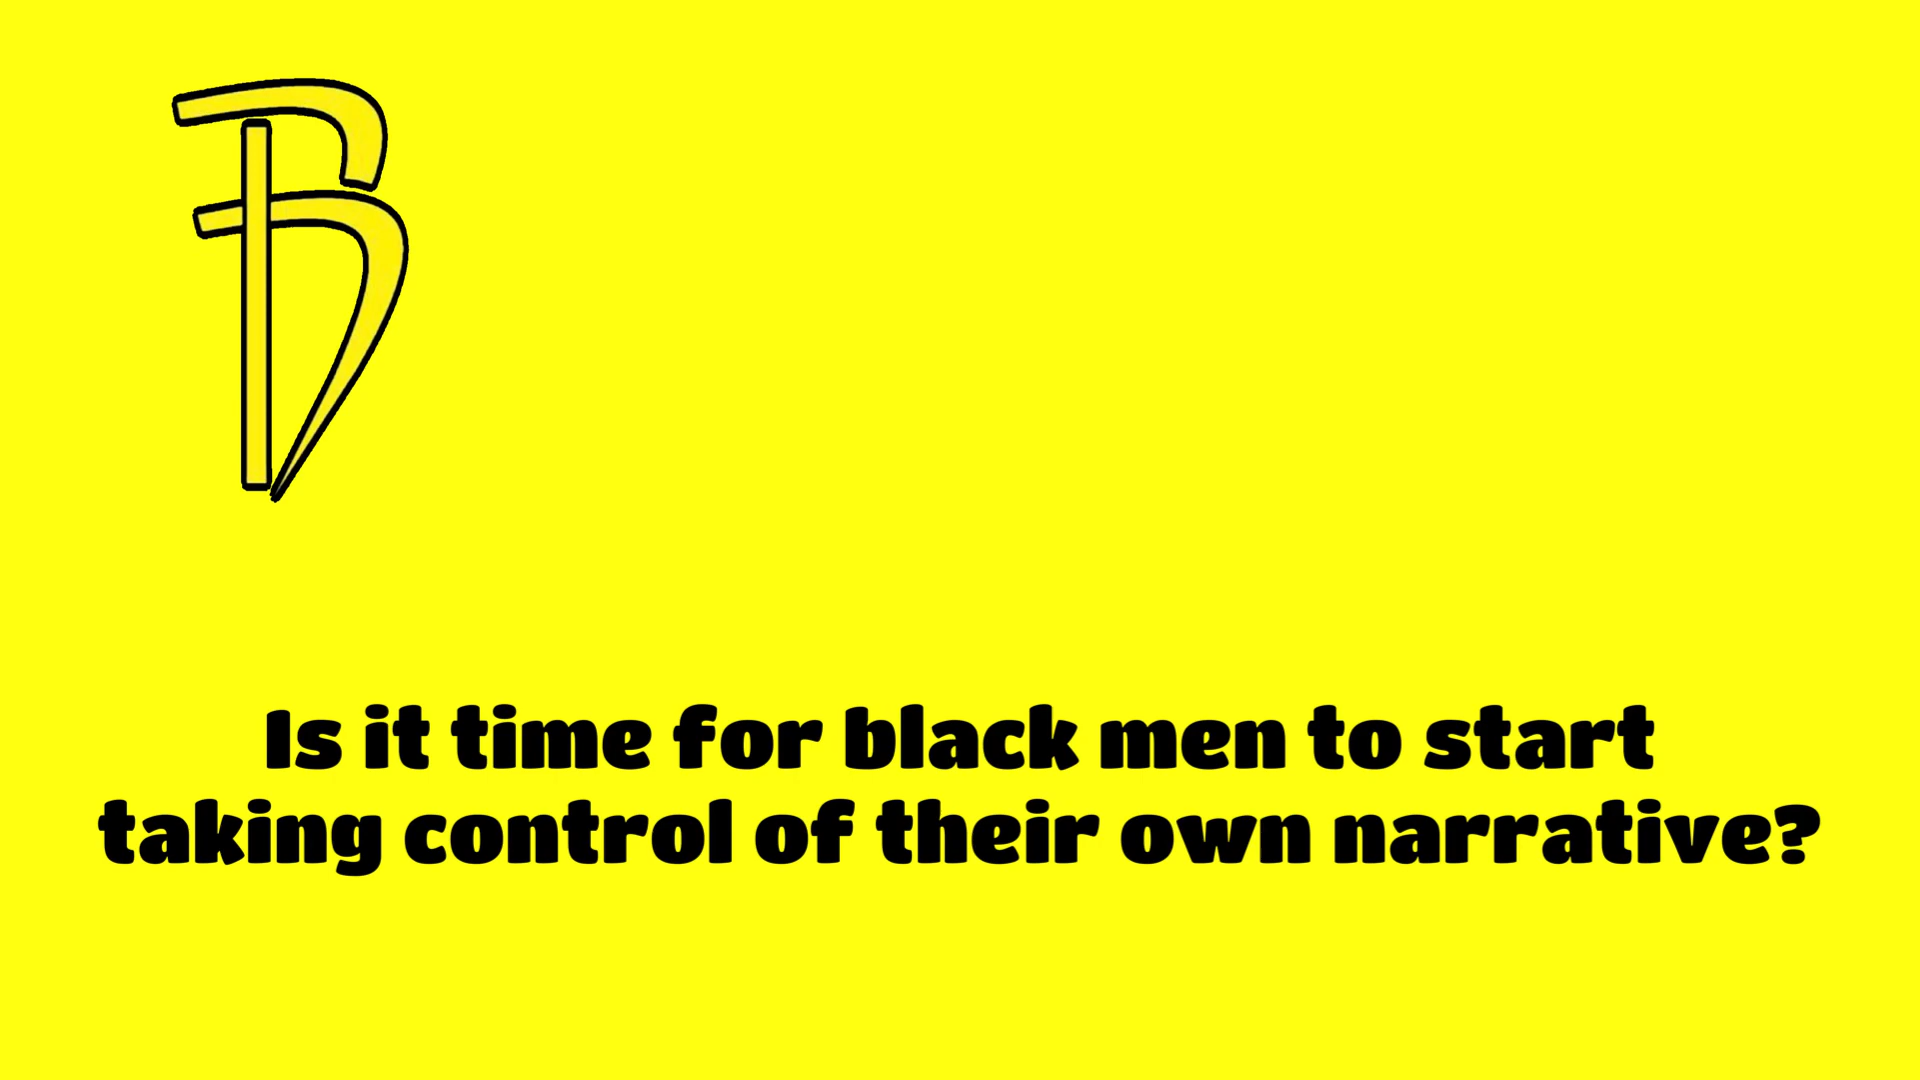 B
Is it time for black men to start
taking control of their own narrative?